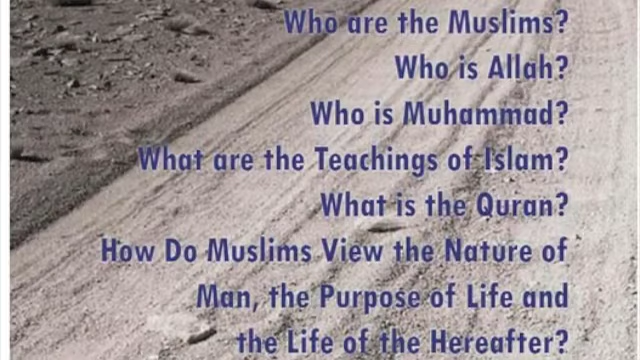 Who are the Muslims?
Who is Allah?
Who is Muhammad?
What are the Teachings of Islam?
What is the Quran?
How Do Muslims View the Nature of
Man, the Purpose of Life and
the Life of the Hereafter?